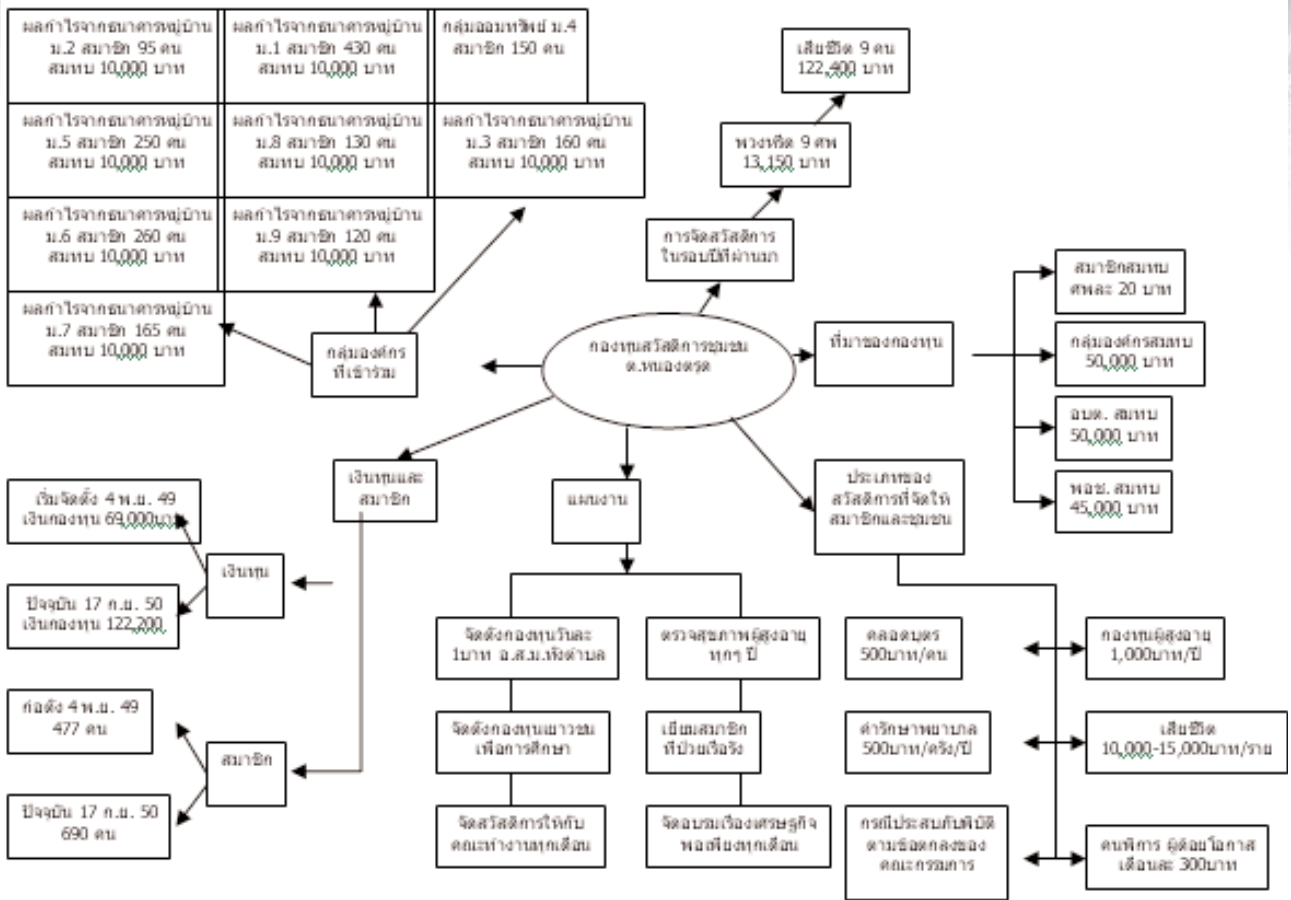 ผลกำไรจากธนาคารหมู่บ้าน
ม.2 สมาชิก 95 คน
สมทบ 10,000 บาท
ผลกำไรจากธนาคารหมู่บ้าน
ม.1 สมาชิก 430 คน
สมทบ 10,000 บาท
กลุ่มออมทรัพย์ ม.4
สมาชิก 150 คน
ผลกำไรจากธนาคารหมู่บ้าน
ม.5 สมาชิก 250 คน
สมทบ 10,000 บาท
ผลกำไรจากธนาคารหมู่บ้าน
ม.8 สมาชิก 130 คน
สมทบ 10,000 บาท
ผลกำไรจากธนาคารหมู่บ้าน
ม.3 สมาชิก 160 คน
สมทบ 10,000 บาท
ผลกำไรจากธนาคารหมู่บ้าน
ม.6 สมาชิก 260 คน
สมทบ 10,000 บาท
ผลกำไรจากธนาคารหมู่บ้าน
ม.9 สมาชิก 120 คน
สมทบ 10,000 บาท
ผลกำไรจากธนาคารหมู่บ้าน
ม.7 สมาชิก 165 คน
สมทบ 10,000 บาท
กลุ่มองค์กร
ที่เข้าร่วม
เสียชีวิต 9 คน
122,400 บาท
พวงหรีด 9 ศพ
13,150 บาท
การจัดสวัสดิการ
ในรอบปีที่ผ่านมา
กองทุนสวัสดิการชุมชน
ต.หนองตรุด
ที่มาของกองทุน
สมาชิกสมทบ
ศพละ 20 บาท
กลุ่มองค์กรสมทบ
50,000 บาท
อบต. สมทบ
50,000 บาท
พอช. สมทบ
45,000 บาท
เงินทุนและ
สมาชิก
เริ่มจัดตั้ง 4 พ.ย. 49
เงินกองทุน 69,000บาท
เงินทุน
ปัจจุบัน 17 ก.ย. 50
เงินกองทุน 122,200
ก่อตั้ง 4 พ.ย. 49
477 คน
สมาชิก
ปัจจุบัน 17 ก.ย. 50
690 คน
แผนงาน
จัดตั้งกองทุนวันละ
1บาท อ.ส.ม.ทั้งตำบล
ตรวจสุขภาพผู้สูงอายุ
ทุกๆ ปี
จัดตั้งกองทุนเยาวชน
เพื่อการศึกษา
เยี่ยมสมาชิก
ที่ป่วยเรื้อรัง
จัดสวัสดิการให้กับ
คณะทำงานทุกเดือน
จัดอบรมเรื่องเศรษฐกิจ
พอเพียงทุกเดือน
ประเภทของ
สวัสดิการที่จัดให้
สมาชิกและชุมชน
คลอดบุตร
500บาท/คน
กองทุนผู้สูงอายุ
1,000บาท/ปี
ค่ารักษาพยาบาล
500บาท/ครั้ง/ปี
เสียชีวิต
10,000-15,000บาท/ราย
กรณีประสบภัยพิบัติ
ตามข้อตกลงของ
คณะกรรมการ
คนพิการ ผู้ด้อยโอกาส
เดือนละ 300บาท